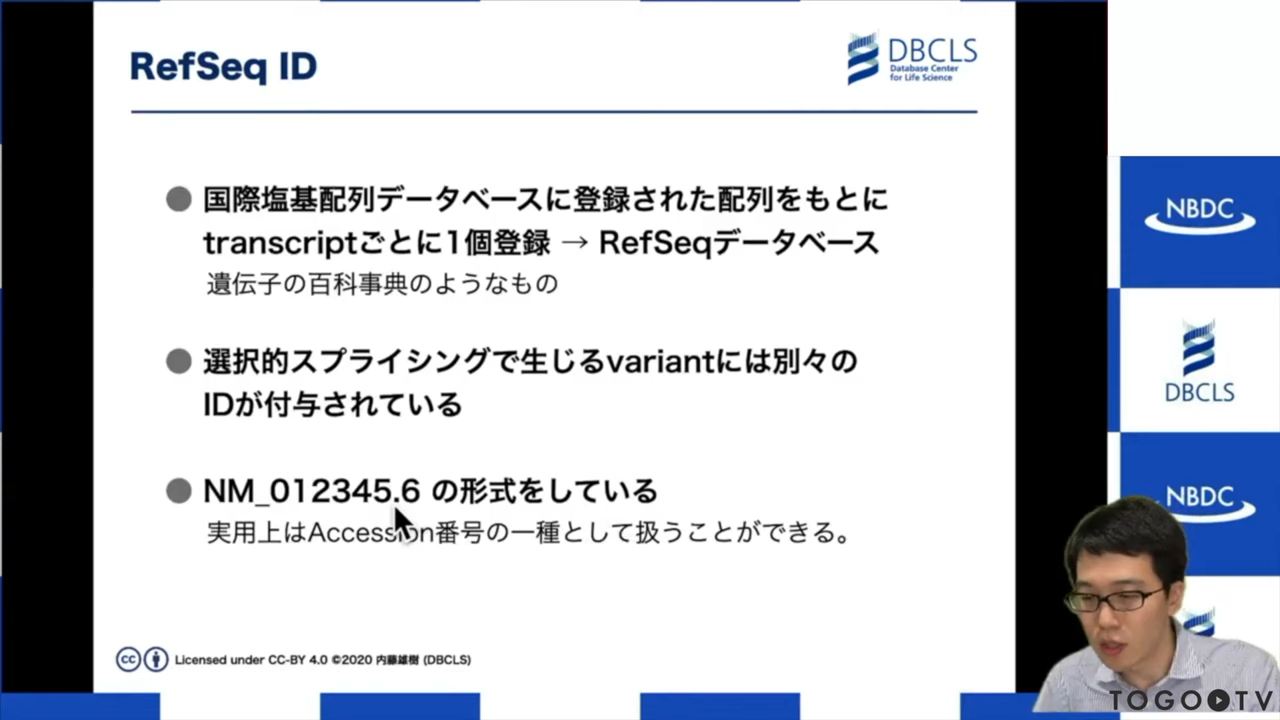 RefSeq ID
DBCLS
Database Center
for Life Science
国際塩基配列データベースに登録された配列をもとに
transcriptごとに1個登録 → RefSeqデータベース
遺伝子の百科事典のようなもの
選択的スプライシングで生じるvariantには別々の
IDが付与されている
NM_012345.6 の形式をしている
実用上はAccession番号の一種として扱うことができる。
cc Licensed under CC-BY 4.0 ©2020 内藤雄樹 (DBCLS)
NBDC
DBCLS
NBDC
TOGO TV